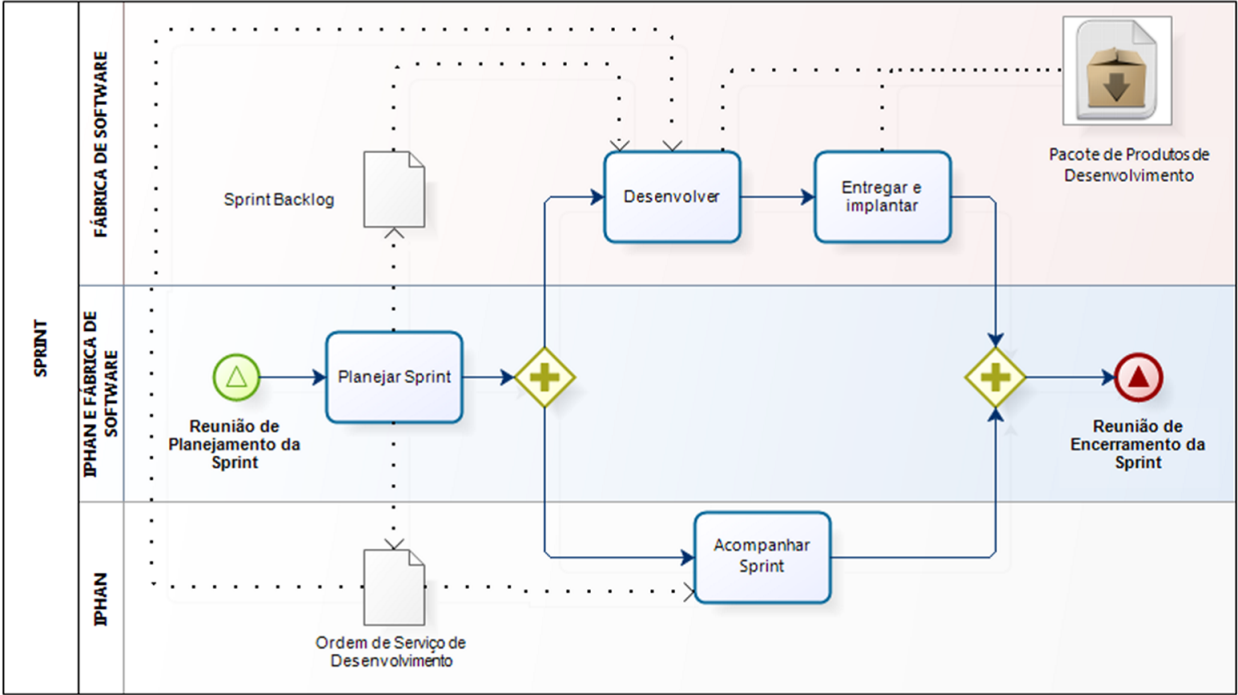 SPRINT
FÁBRICA DE SOFTWARE
Sprint Backlog
Desenvolver
Entregar e
implantar
Pacote de Produtos de
Desenvolvimento
IPHAN E FÁBRICA DE
SOFTWARE
Reunião de
Planejamento da
Sprint
Planejar Sprint
Reunião de
Encerramento da
Sprint
IPHAN
Ordem de Serviço de
Desenvolvimento
Acompanhar
Sprint